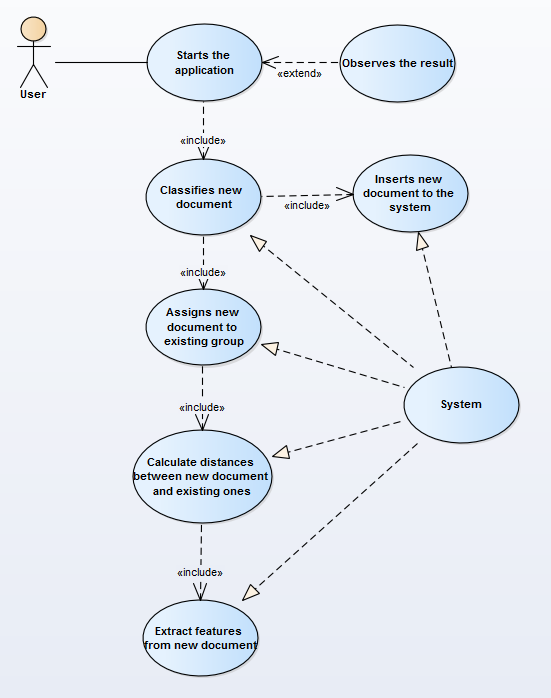 User
Starts the
application
«extend»
Observes the result
«include»
Classifies new
document
«include»
Inserts new
document to the
system
«include»
Assigns new
document to
existing group
«include»
System
Calculate distances
between new document
and existing ones
«include»
Extract features
from new document